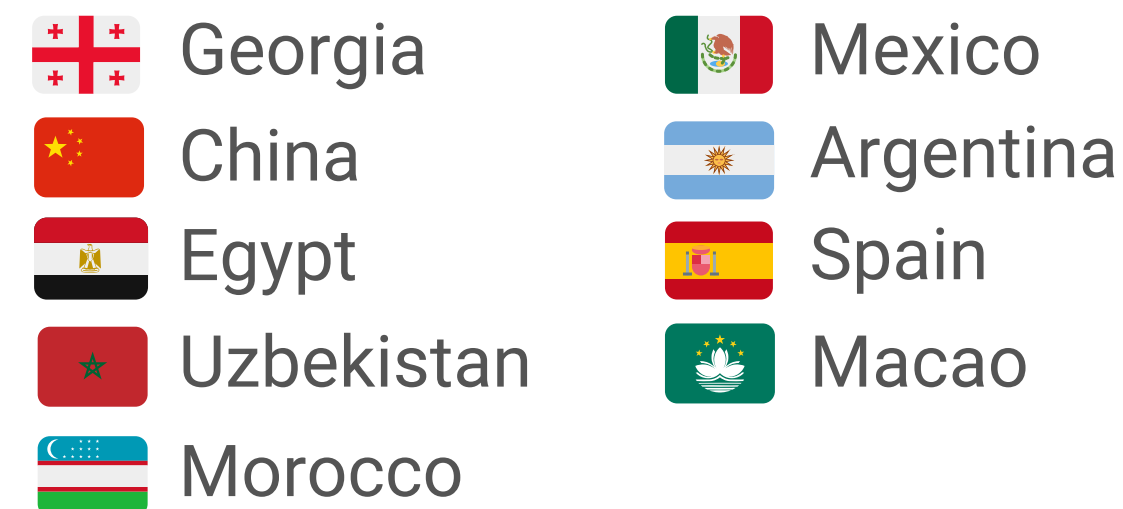 Georgia
China
Egypt
Uzbekistan
Morocco
Mexico
Argentina
Spain
Macao